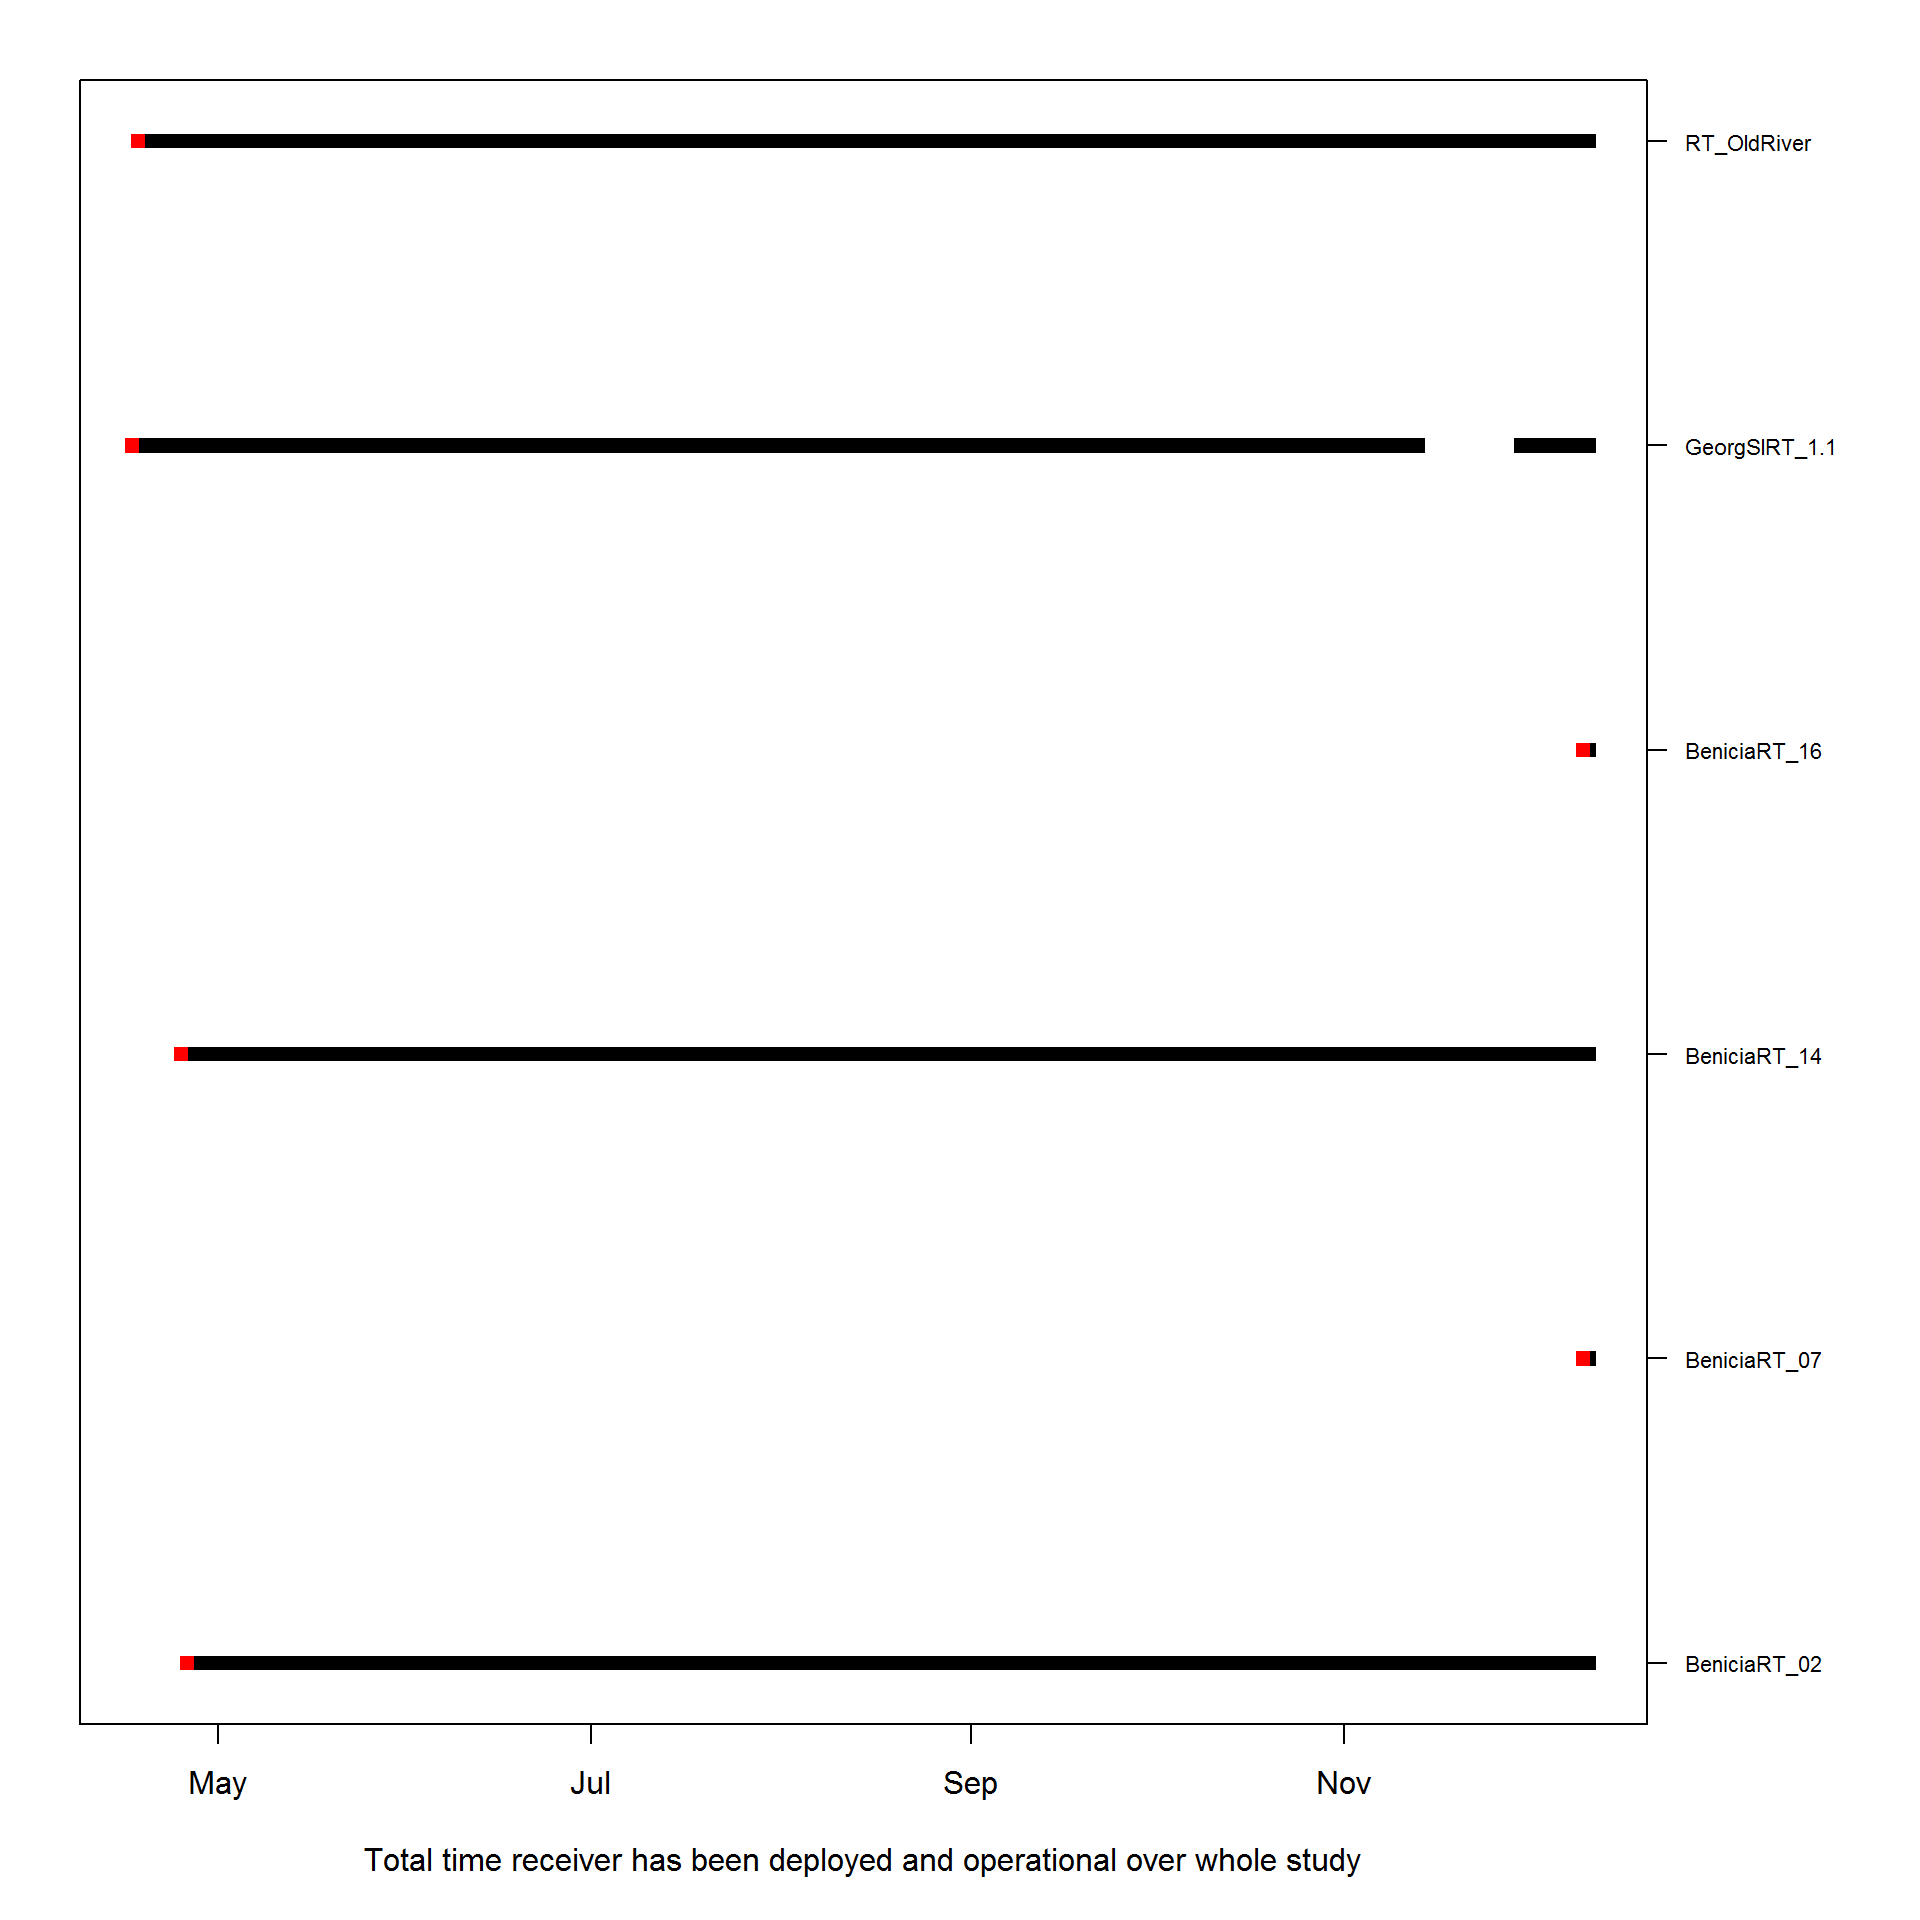 RT_OldRiver
GeorgSlRT_1.1
BeniciaRT_16
BeniciaRT_14
BeniciaRT_07
BeniciaRT_02
May Jul Sep Nov
Total time receiver has been deployed and operational over whole study